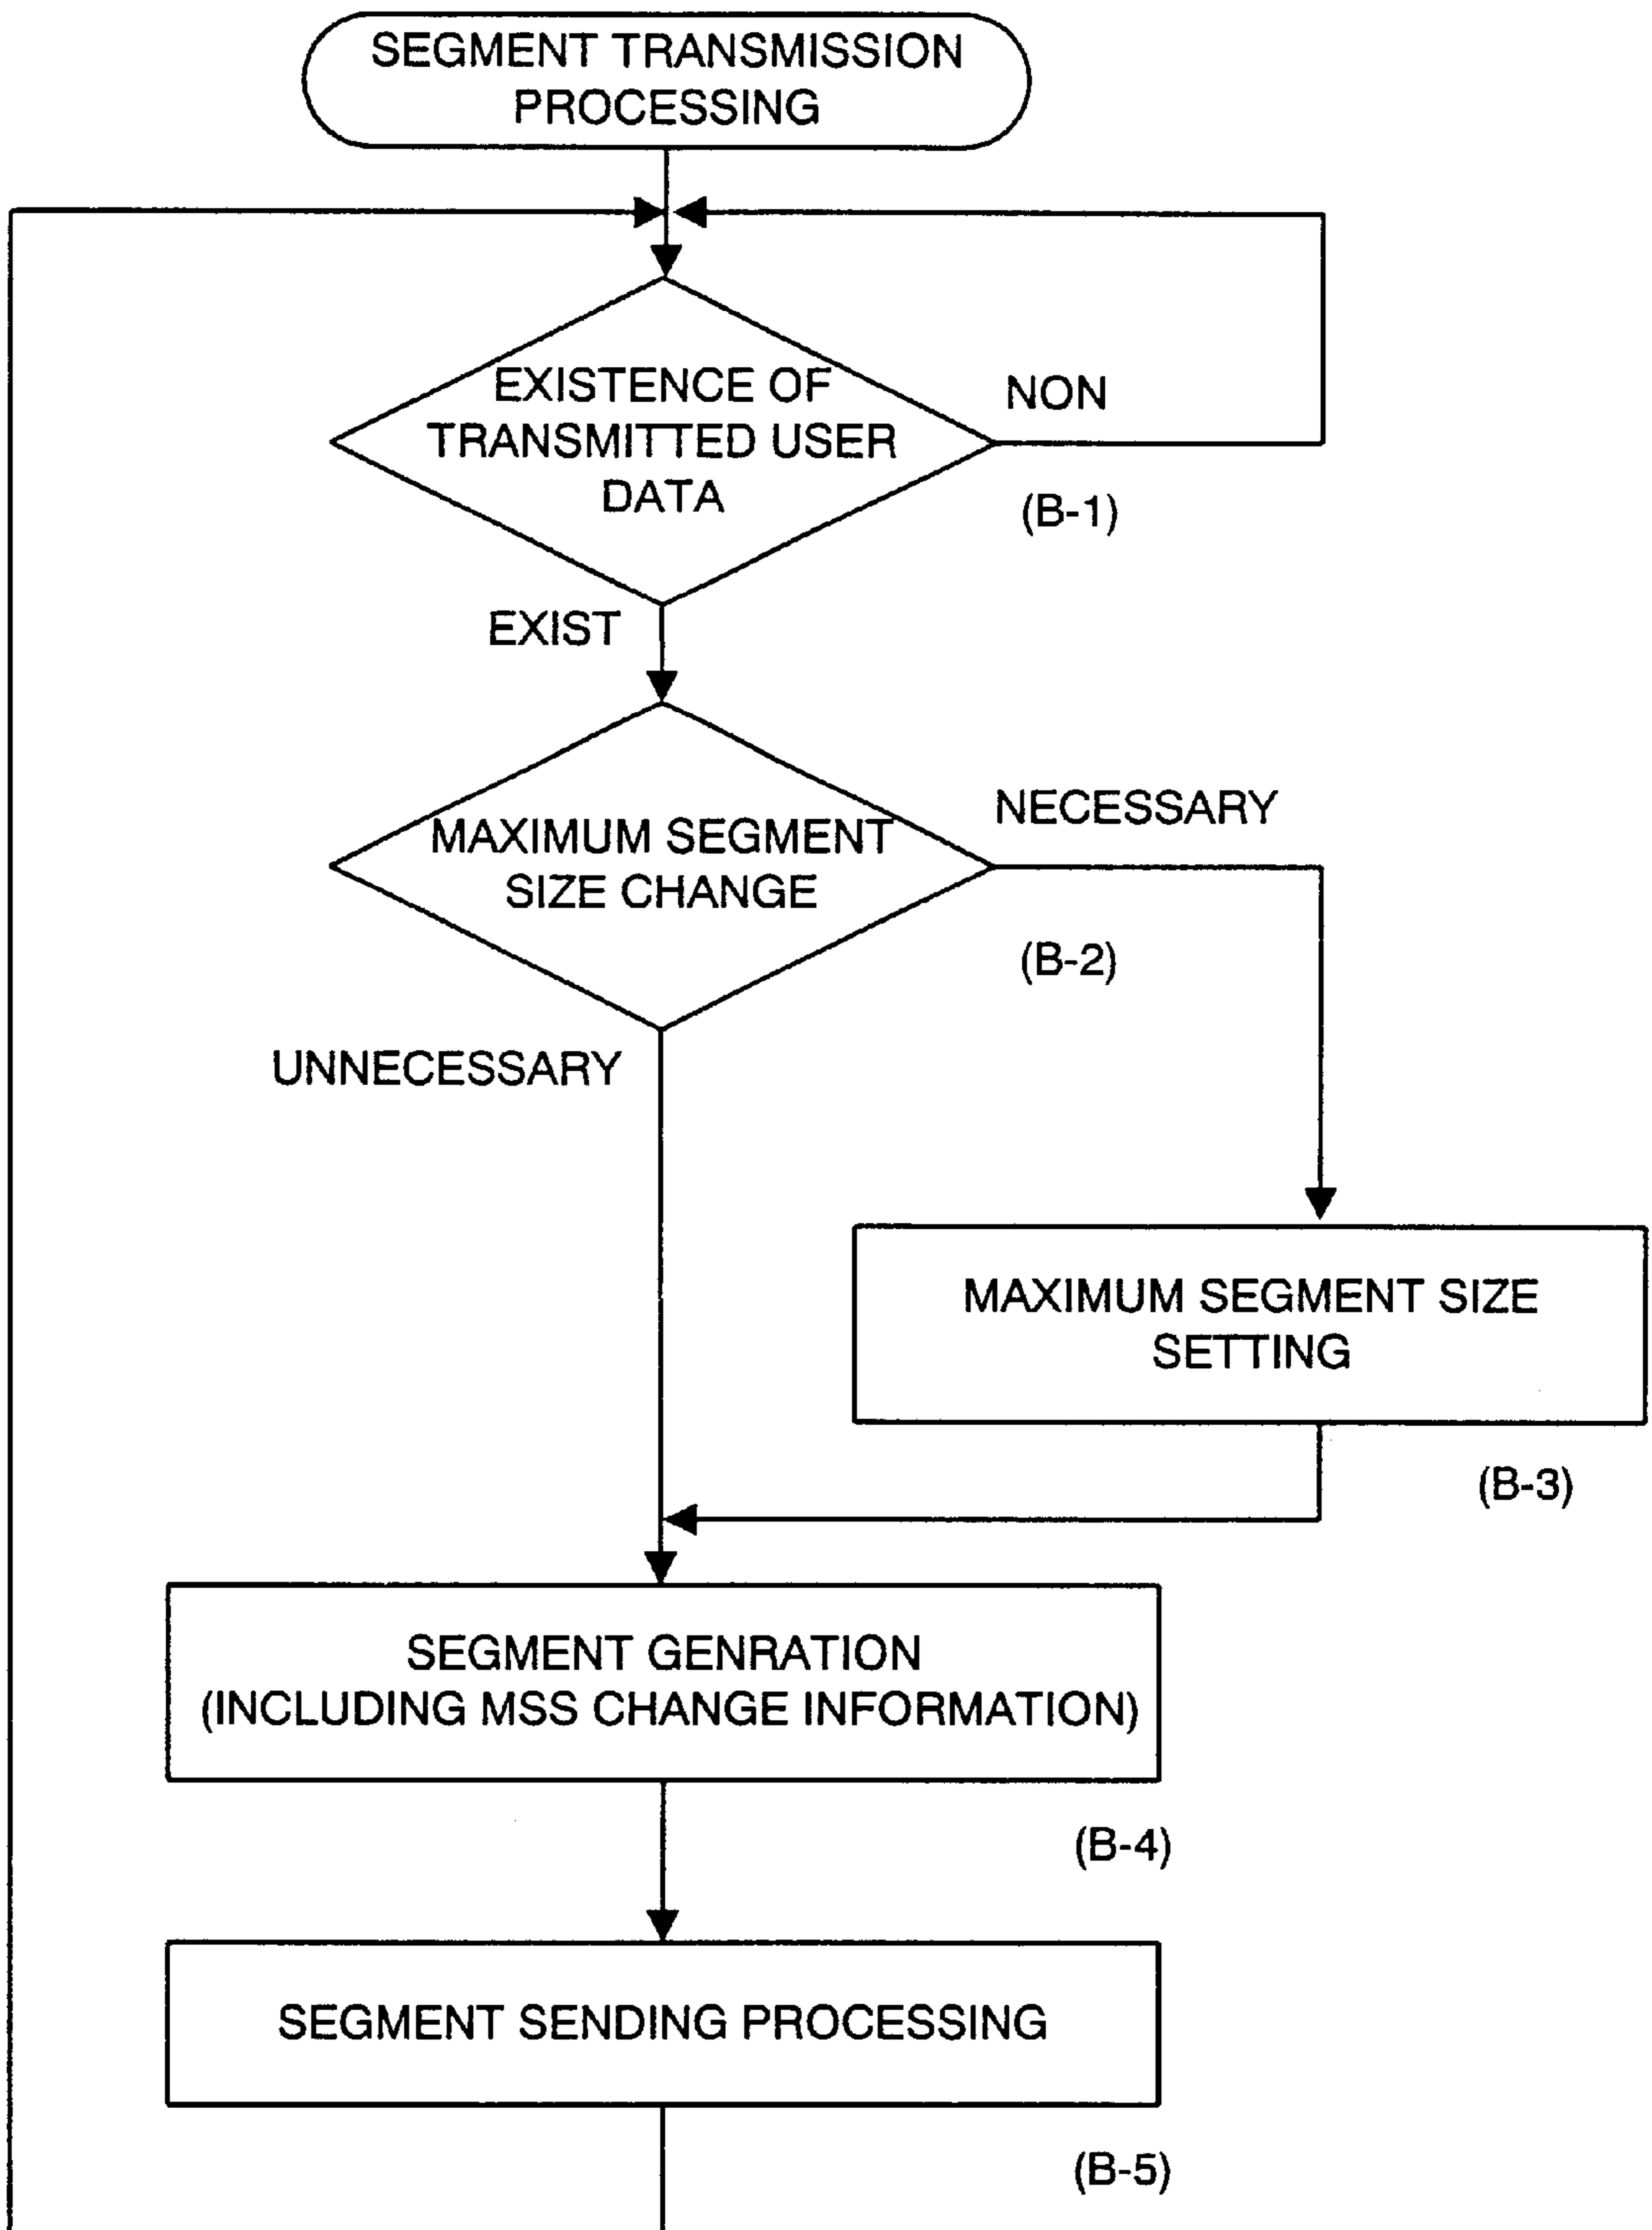 SEGMENT TRANSMISSION
PROCESSING
EXISTENCE OF
TRANSMITTED USER
DATA
NON
(B-1)
EXIST
MAXIMUM SEGMENT
SIZE CHANGE
NECESSARY
(B-2)
UNNECESSARY
MAXIMUM SEGMENT SIZE
SETTING
(B-3)
SEGMENT GENRATION
(INCLUDING MSS CHANGE INFORMATION)
(B-4)
SEGMENT SENDING PROCESSING
(B-5)